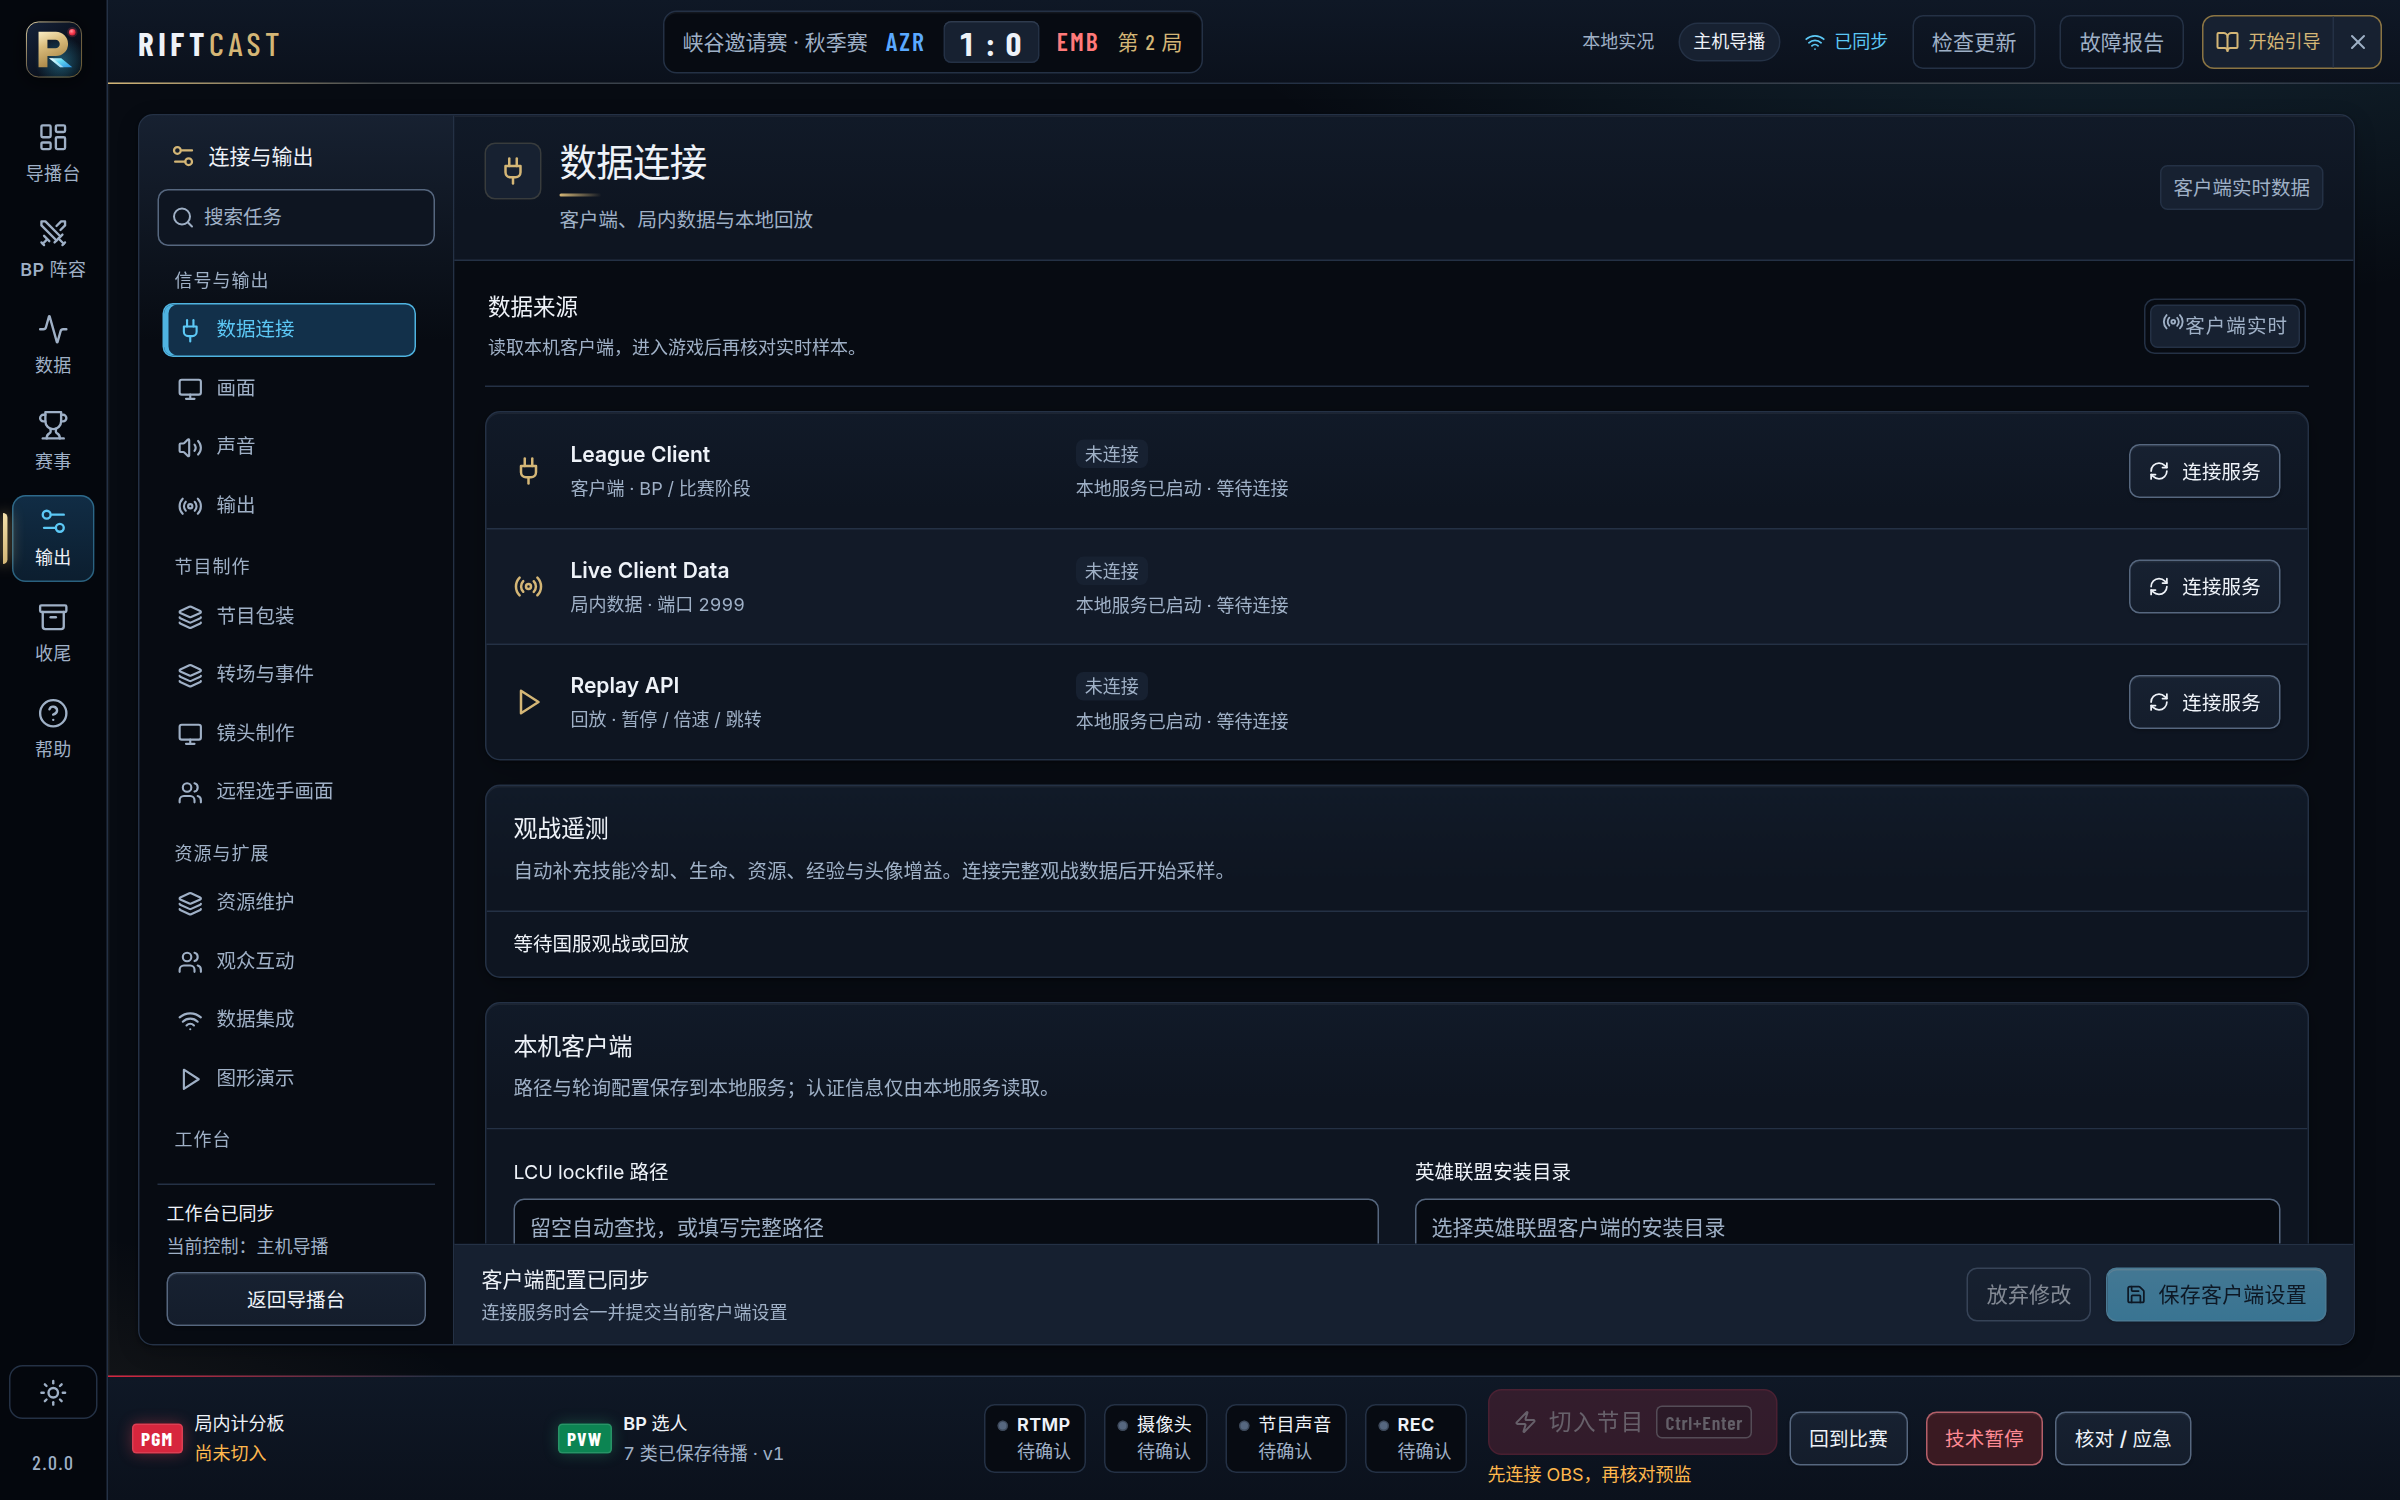 RIFTCAST
峡谷邀请赛 · 秋季赛 AZR 1 : 0 EMB 第 2 局
本地实况
主机导播
已同步
检查更新
故障报告
开始引导
导播台
BP 阵容
数据
赛事
输出
收尾
帮助
2.0.0
连接与输出
搜索任务
信号与输出
数据连接
画面
声音
输出
节目制作
节目包装
转场与事件
镜头制作
远程选手画面
资源与扩展
资源维护
观众互动
数据集成
图形演示
工作台
工作台已同步
当前控制：主机导播
返回导播台
数据连接
客户端、局内数据与本地回放
客户端实时数据
数据来源
读取本机客户端，进入游戏后再核对实时样本。
客户端实时
League Client
客户端 · BP / 比赛阶段
未连接
本地服务已启动 · 等待连接
连接服务
Live Client Data
局内数据 · 端口 2999
未连接
本地服务已启动 · 等待连接
连接服务
Replay API
回放 · 暂停 / 倍速 / 跳转
未连接
本地服务已启动 · 等待连接
连接服务
观战遥测
自动补充技能冷却、生命、资源、经验与头像增益。连接完整观战数据后开始采样。
等待国服观战或回放
本机客户端
路径与轮询配置保存到本地服务；认证信息仅由本地服务读取。
LCU lockfile 路径
留空自动查找，或填写完整路径
英雄联盟安装目录
选择英雄联盟客户端的安装目录
客户端配置已同步
连接服务时会一并提交当前客户端设置
放弃修改
保存客户端设置
PGM
局内计分板
尚未切入
PVW
BP 选人
7 类已保存待播 · v1
RTMP
待确认
摄像头
待确认
节目声音
待确认
REC
待确认
切入节目 Ctrl+Enter
先连接 OBS，再核对预监
回到比赛
技术暂停
核对 / 应急